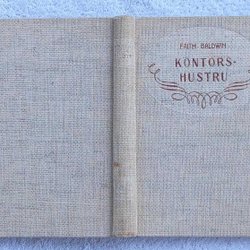 FAITH BALDWIN
KONTORS-
HUSTRU